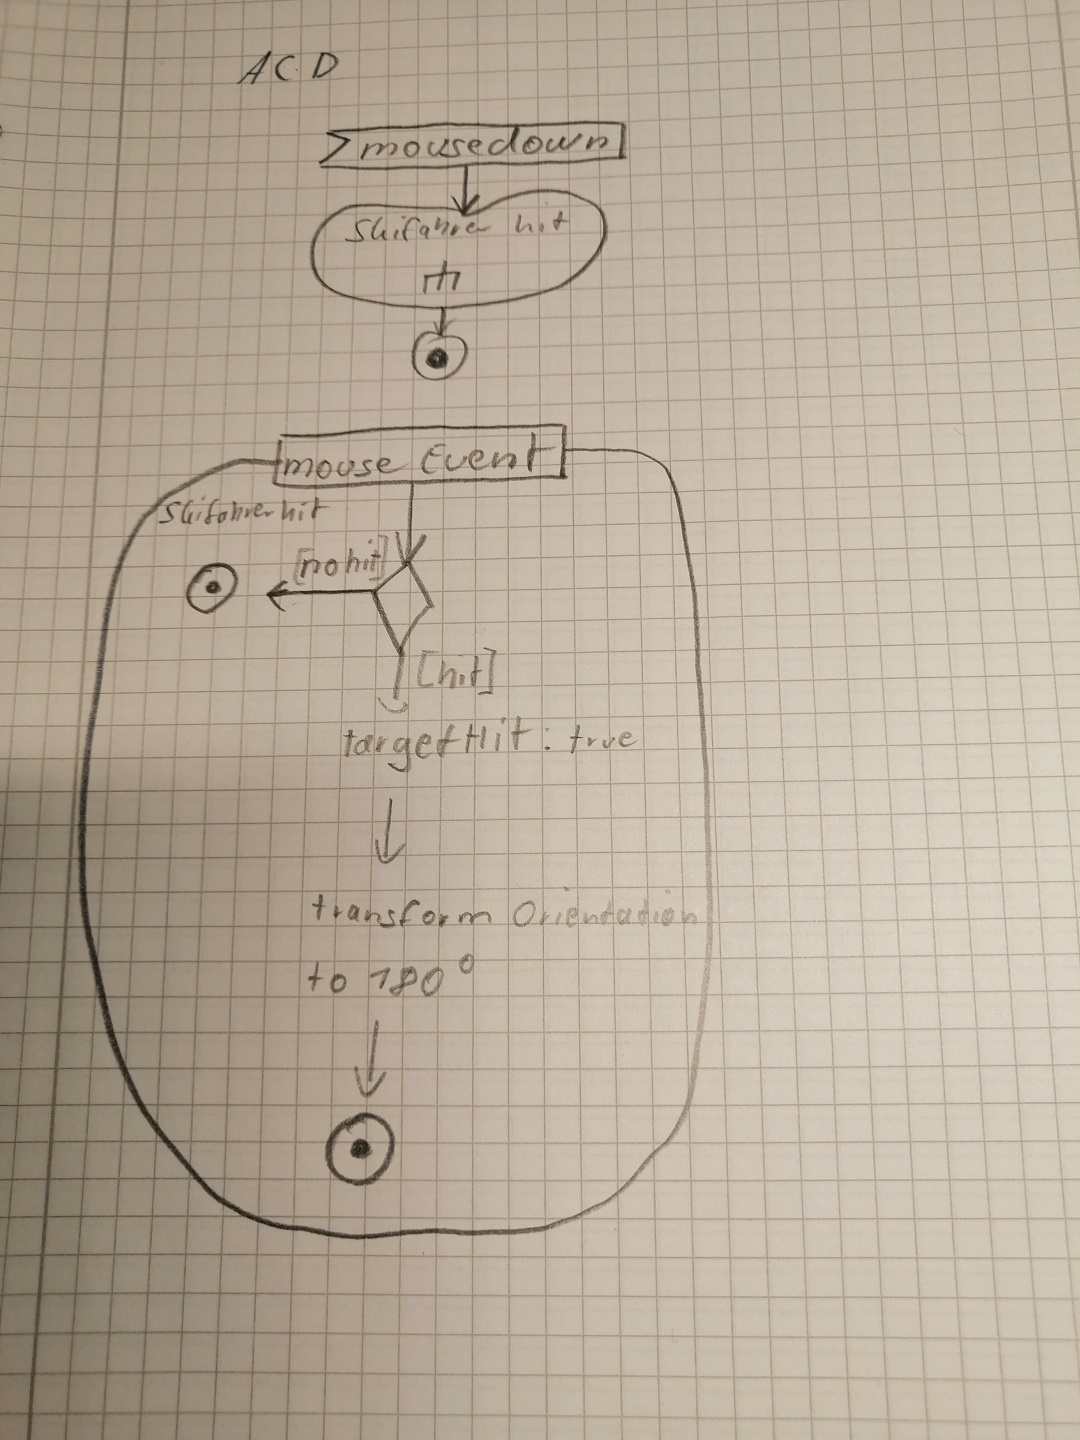 ACD
mousedown
Skifahrer hit
mouse Event
Skifahrer hit
[no hit]
[hit]
targetHit: true
transform Orientation
to 180°